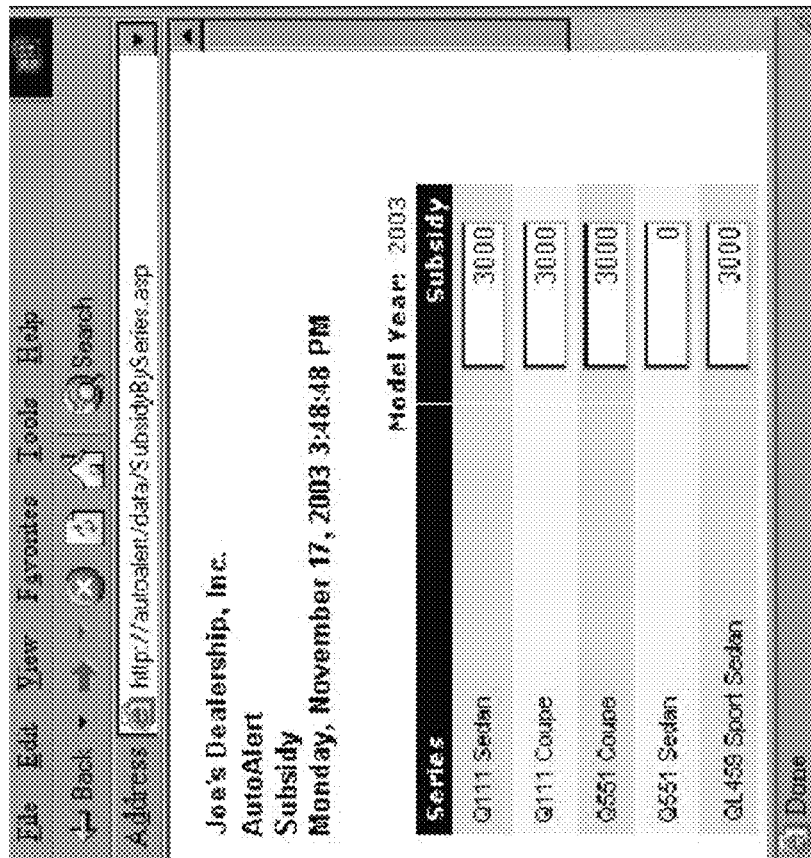 File Edit View Favorites Tools Help
Back Search
Address http://autoalert/data/SubsidyBySeries.asp
Joe's Dealership, Inc.
AutoAlert
Subsidy
Monday, November 17, 2003 3:48:48 PM
Model Year: 2003
Series Subsidy
Q111 Sedan 3000
Q111 Coupe 3000
Q551 Coupe 3000
Q551 Sedan 0
QL459 Sport Sedan 3000
Done